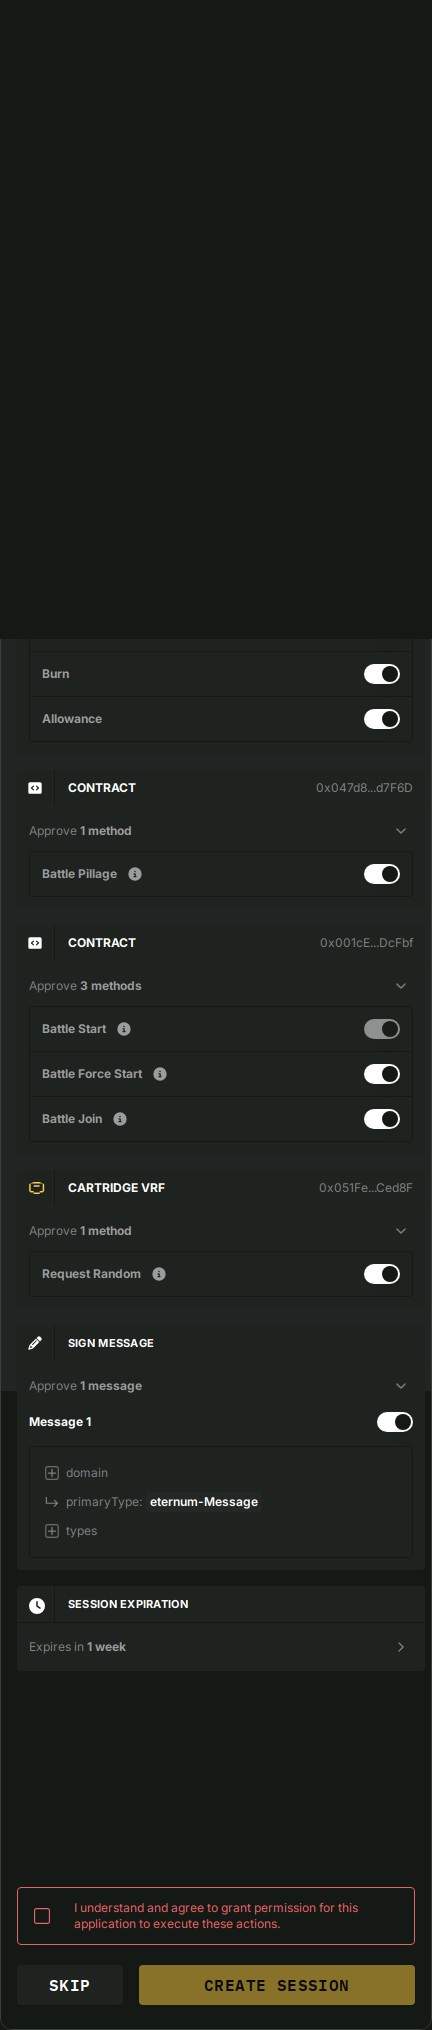 Burn
Allowance
CONTRACT 0x047d8...d7F6D
Approve 1 method
Battle Pillage
CONTRACT 0x001cE...DcFbf
Approve 3 methods
Battle Start
Battle Force Start
Battle Join
CARTRIDGE VRF 0x051Fe...Ced8F
Approve 1 method
Request Random
SIGN MESSAGE
Approve 1 message
Message 1
domain
primaryType: eternum-Message
types
SESSION EXPIRATION
Expires in 1 week
I understand and agree to grant permission for this
application to execute these actions.
SKIP CREATE SESSION